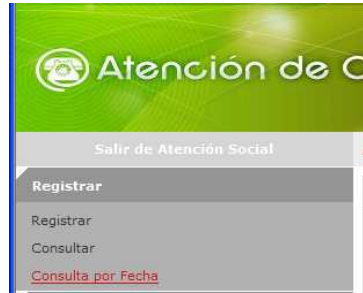 Atención de C
Salir de Atención Social
Registrar
Registrar
Consultar
Consulta por Fecha